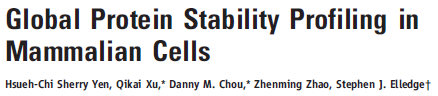 Global Protein Stability Profiling in
Mammalian Cells
Hsueh-Chi Sherry Yen, Qikai Xu,* Danny M. Chou,* Zhenming Zhao, Stephen J. Elledge†